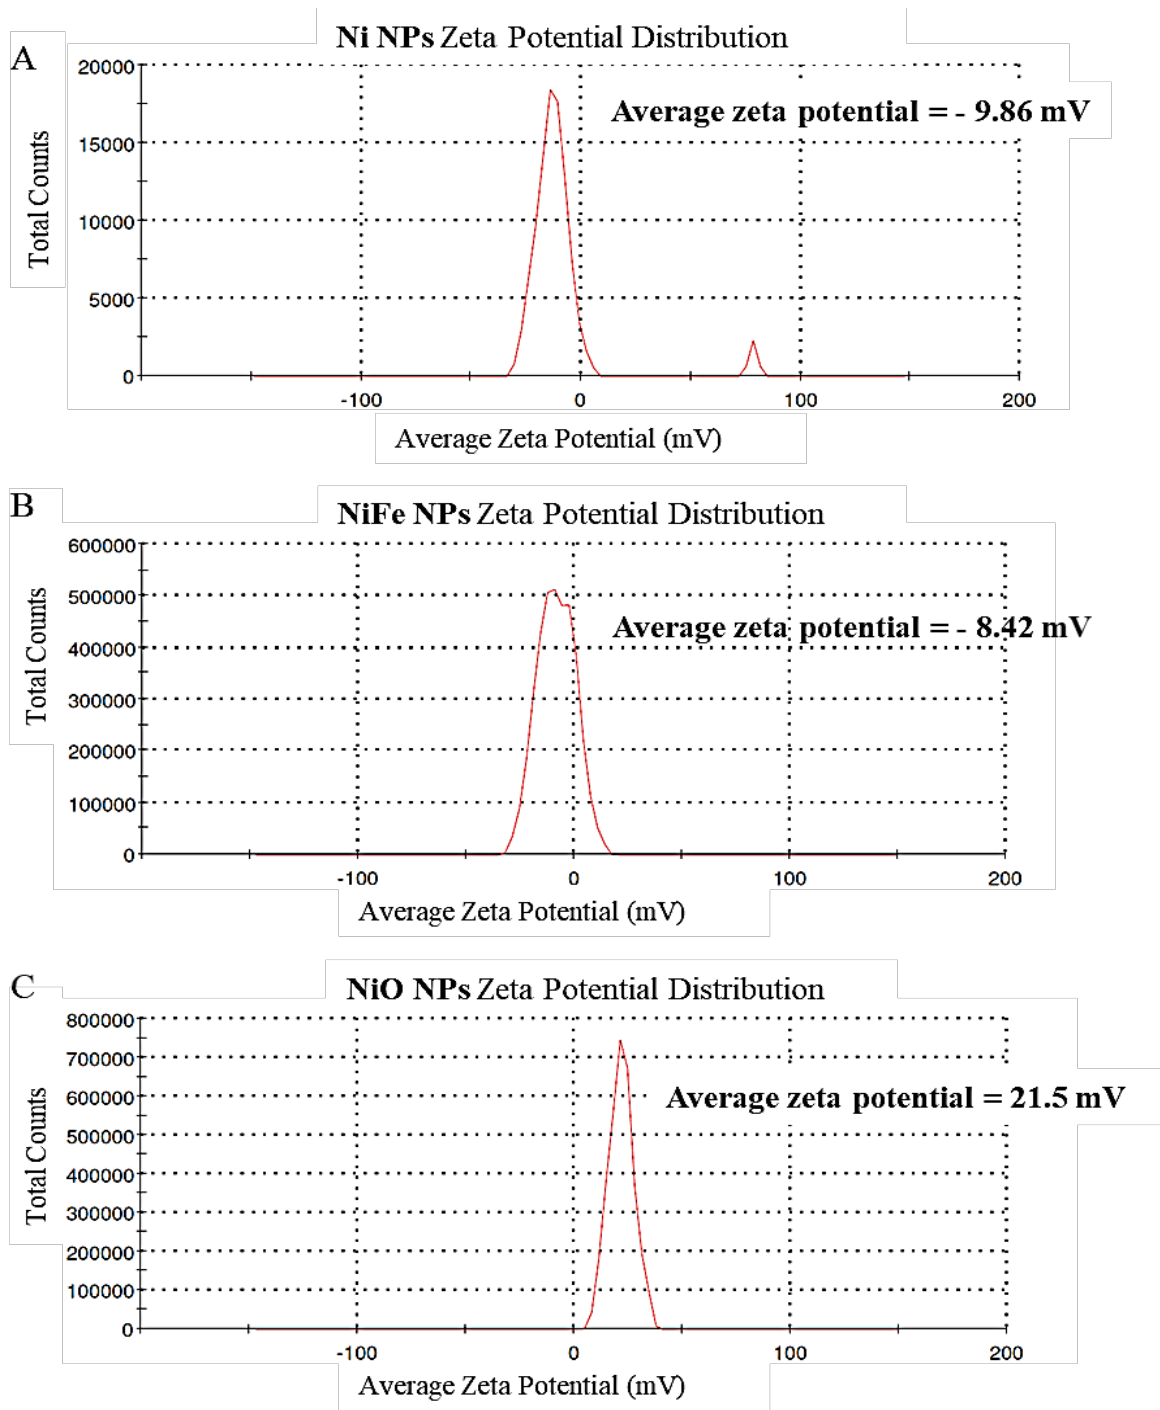 A
Ni NPs Zeta Potential Distribution
Average zeta potential = - 9.86 mV
Total Counts
20000
15000
10000
5000
0
-100 0 100 200
Average Zeta Potential (mV)
B
NiFe NPs Zeta Potential Distribution
Average zeta potential = - 8.42 mV
Total Counts
600000
500000
400000
300000
200000
100000
0
-100 0 100 200
Average Zeta Potential (mV)
C
NiO NPs Zeta Potential Distribution
Average zeta potential = 21.5 mV
Total Counts
800000
700000
600000
500000
400000
300000
200000
100000
0
-100 0 100 200
Average Zeta Potential (mV)